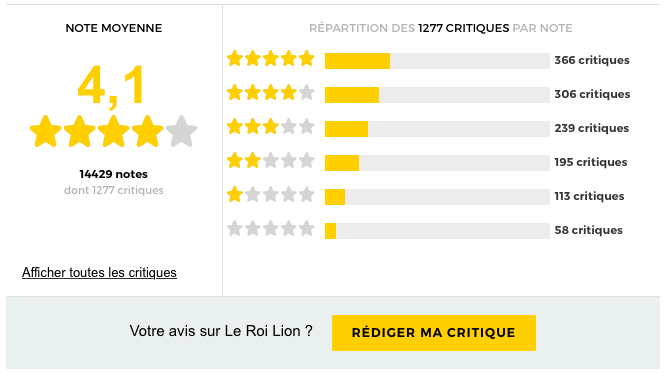 NOTE MOYENNE
4,1
14429 notes
dont 1277 critiques
Afficher toutes les critiques
RÉPARTITION DES 1277 CRITIQUES PAR NOTE
366 critiques
306 critiques
239 critiques
195 critiques
113 critiques
58 critiques
Votre avis sur Le Roi Lion ?
RÉDIGER MA CRITIQUE